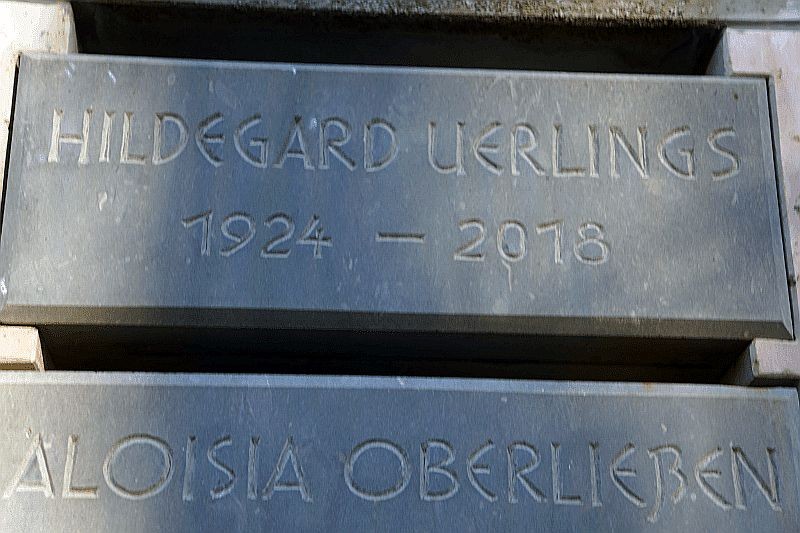 HILDEGARD UERLINGS
1924 – 2018
ALOISIA OBERLIEẞEN